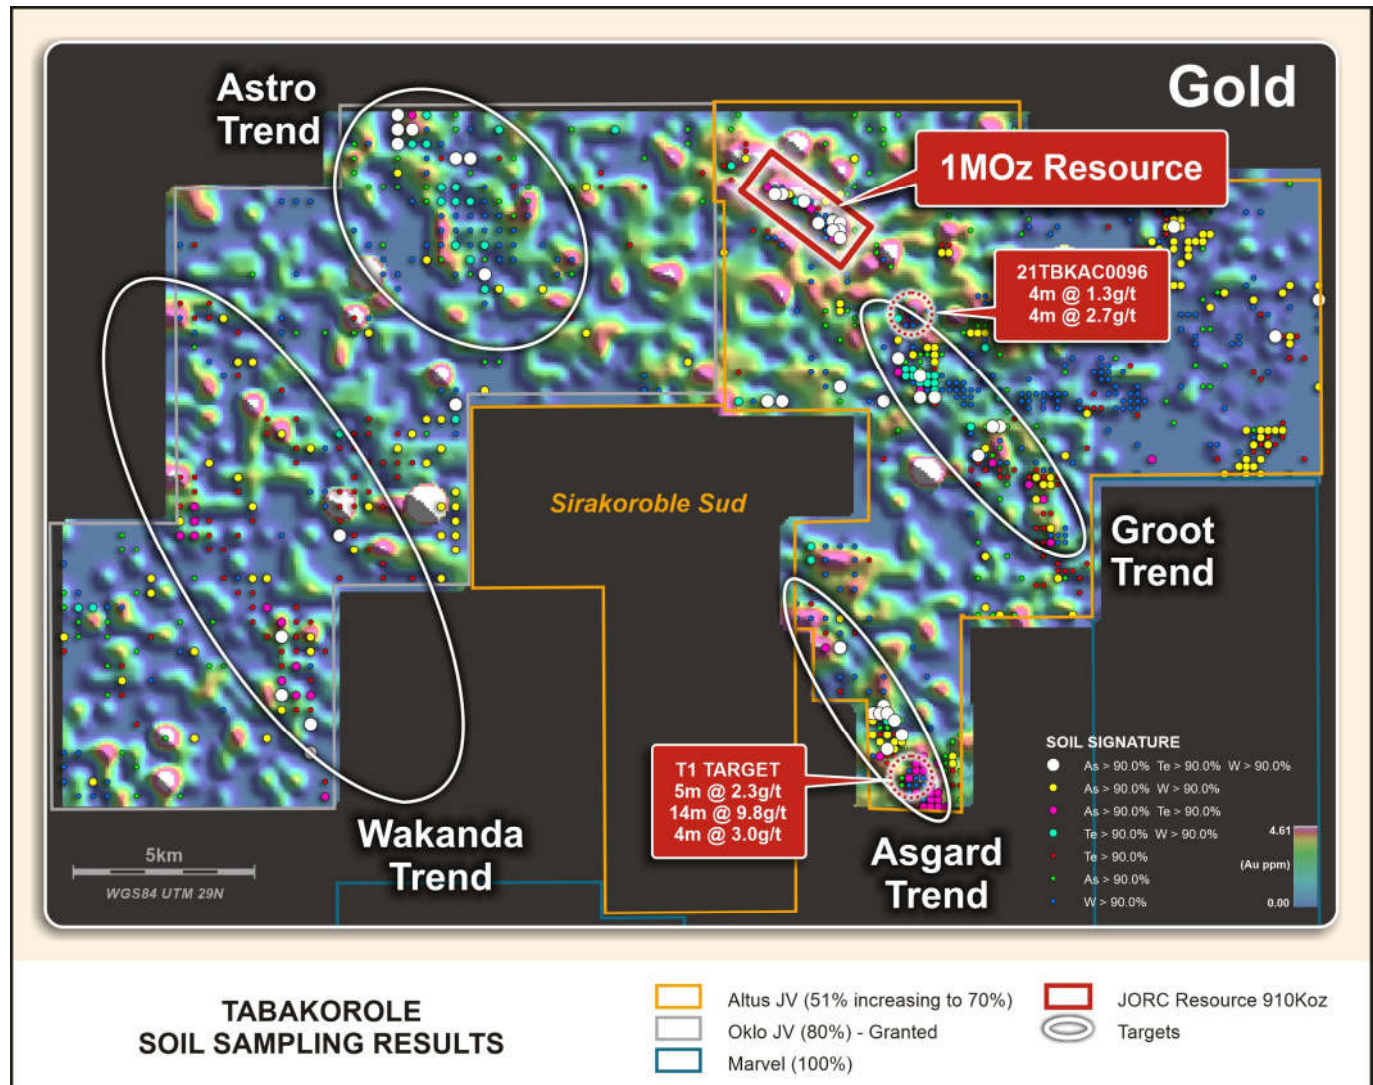 Astro
Trend
Gold
1MOz Resource
21TBKAC0096
4m @ 1.3g/t
4m @ 2.7g/t
Sirakoroble Sud
Groot
Trend
T1 TARGET
5m @ 2.3g/t
14m @ 9.8g/t
4m @ 3.0g/t
Wakanda
Trend
Asgard
Trend
5km
WGS84 UTM 29N
SOIL SIGNATURE
As > 90.0% Te > 90.0% W > 90.0%
As > 90.0% W > 90.0%
As > 90.0% Te > 90.0%
Te > 90.0% W > 90.0%
Te > 90.0%
As > 90.0%
W > 90.0%
4.61
(Au ppm)
0.00
TABAKOROLE
SOIL SAMPLING RESULTS
Altus JV (51% increasing to 70%)
Oklo JV (80%) - Granted
Marvel (100%)
JORC Resource 910Koz
Targets